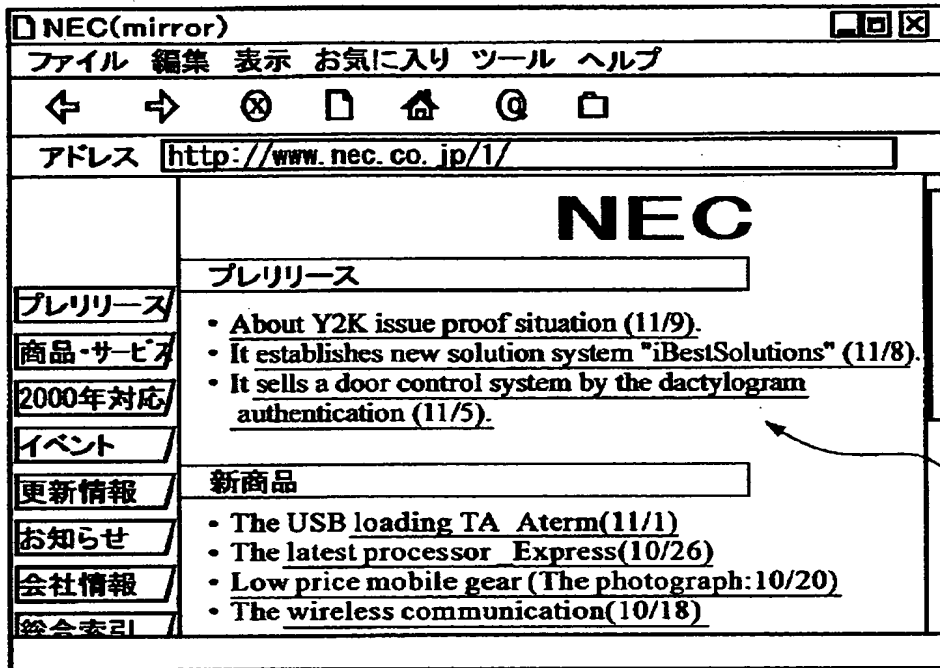 NEC(mirror)
ファイル 編集 表示 お気に入り ツール ヘルプ
アドレス http://www.nec.co.jp/1/
NEC
プレリリース
・About Y2K issue proof situation (11/9).
・It establishes new solution system "iBestSolutions" (11/8).
・It sells a door control system by the dactylogram
authentication (11/5).
新商品
・The USB loading TA_Aterm(11/1)
・The latest processor_Express(10/26)
・Low price mobile gear (The photograph:10/20)
・The wireless communication(10/18)
プレリリース
商品・サービス
2000年対応
イベント
更新情報
お知らせ
会社情報
総合索引